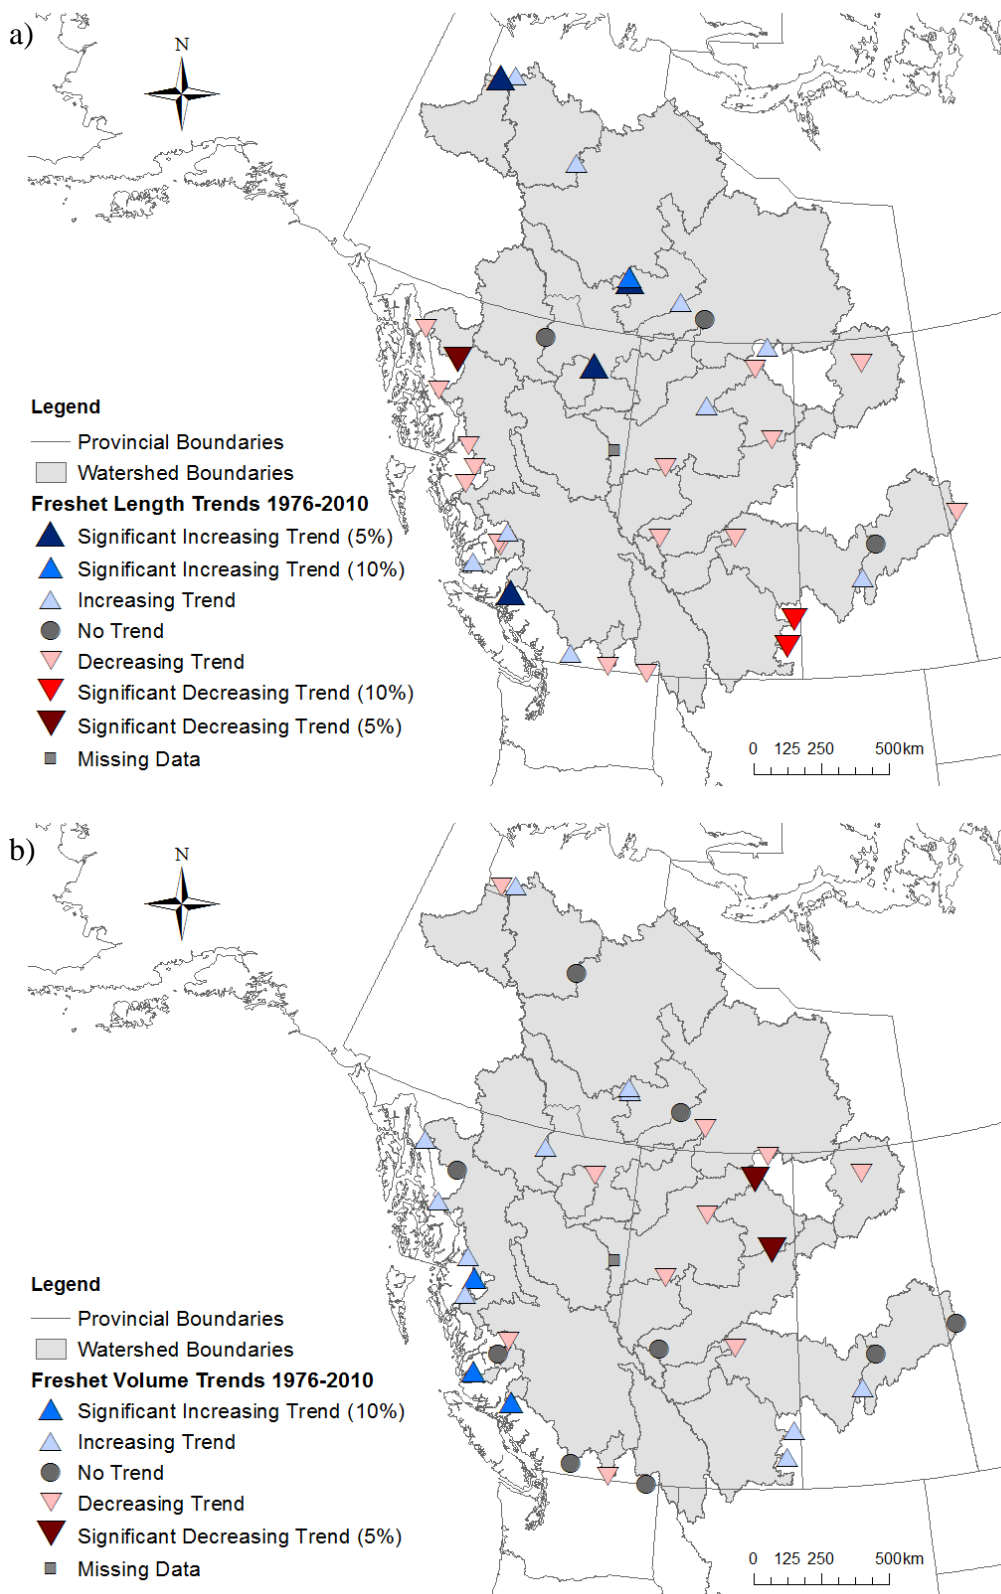 a)
N
Legend
Provincial Boundaries
Watershed Boundaries
Freshet Length Trends 1976-2010
Significant Increasing Trend (5%)
Significant Increasing Trend (10%)
Increasing Trend
No Trend
Decreasing Trend
Significant Decreasing Trend (10%)
Significant Decreasing Trend (5%)
Missing Data
0 125 250 500km
b)
N
Legend
Provincial Boundaries
Watershed Boundaries
Freshet Volume Trends 1976-2010
Significant Increasing Trend (10%)
Increasing Trend
No Trend
Decreasing Trend
Significant Decreasing Trend (5%)
Missing Data
0 125 250 500km